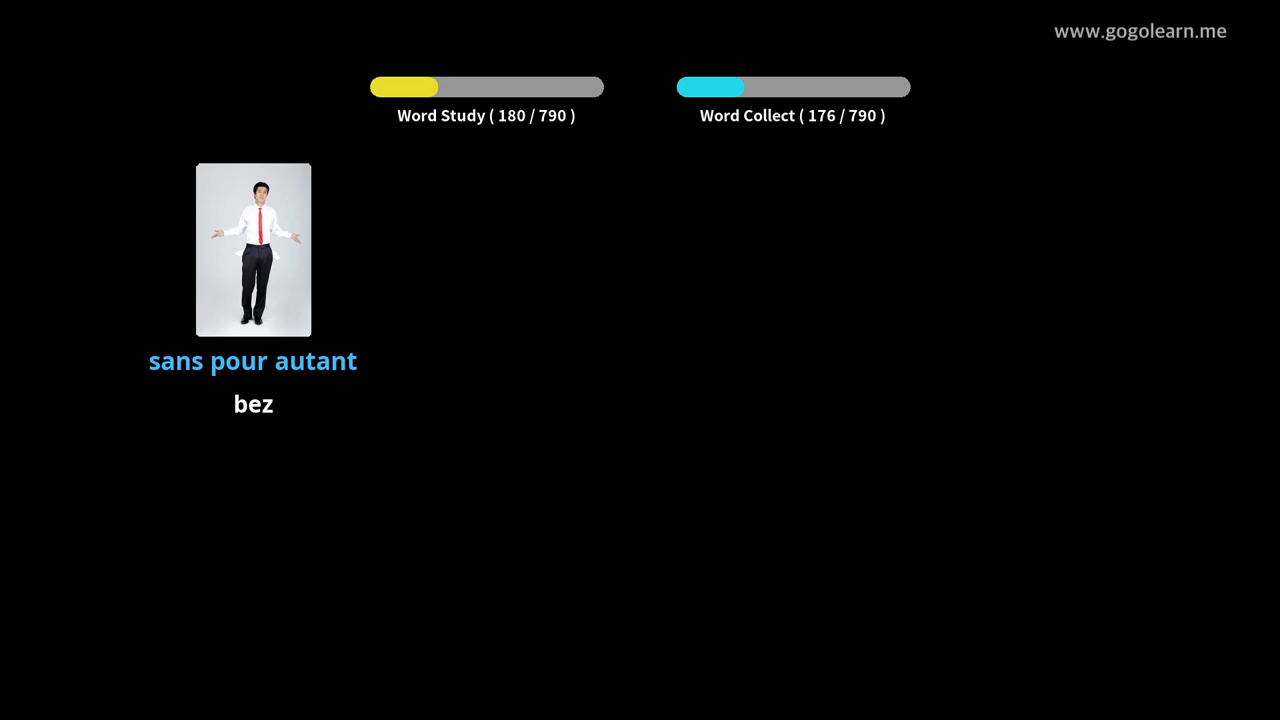 www.gogolearn.me
Word Study ( 180 / 790 )
Word Collect ( 176 / 790 )
sans pour autant
bez